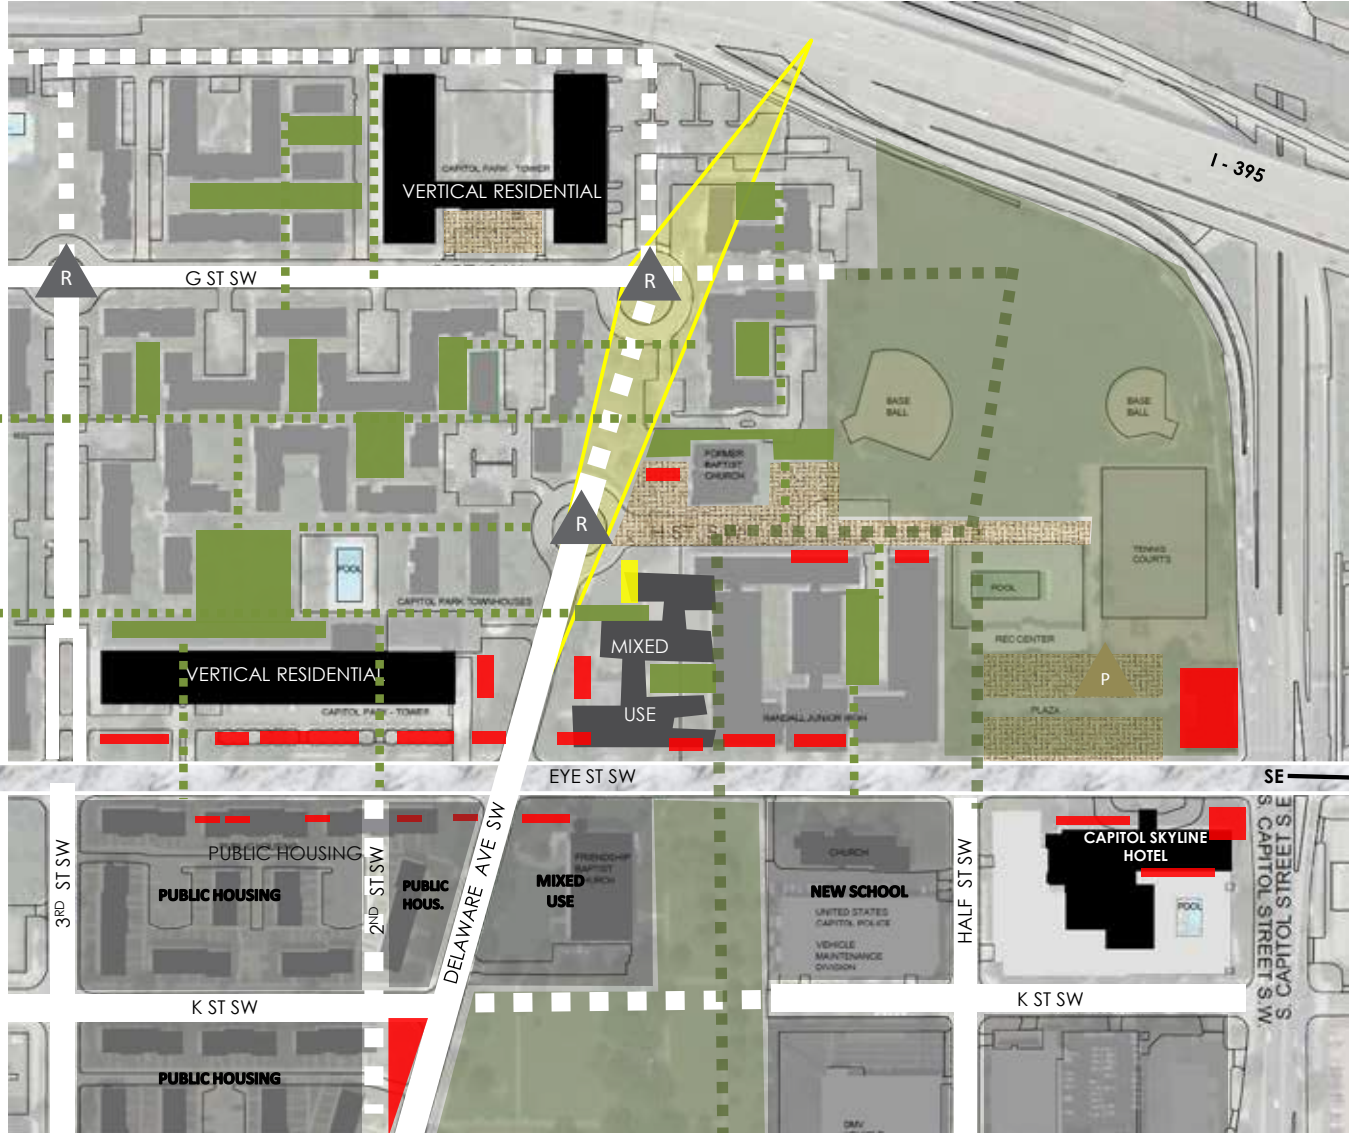 I - 395
CAPITOL PARK - TOWER
VERTICAL RESIDENTIAL
R
R
G ST SW
BASE
BALL
BASE
BALL
FORMER
BAPTIST
CHURCH
R
TENNIS
COURTS
POOL
POOL
CAPITOL PARK TOWNHOUSES
REC CENTER
MIXED
USE
VERTICAL RESIDENTIAL
P
CAPITOL PARK - TOWER
PLAZA
RANDALL JUNIOR HIGH
EYE ST SW
SE
PUBLIC HOUSING
PUBLIC HOUSING
3RD ST SW
2ND ST SW
PUBLIC
HOUS.
DELAWARE AVE SW
FRIENDSHIP
BAPTIST
CHURCH
MIXED
USE
CHURCH
NEW SCHOOL
UNITED STATES
CAPITOL POLICE
VEHICLE
MAINTENANCE
DIVISION
HALF ST SW
CAPITOL SKYLINE
HOTEL
POOL
S. CAPITOL STREET S.W.
S. CAPITOL STREET S.E.
K ST SW
K ST SW
PUBLIC HOUSING
DMV